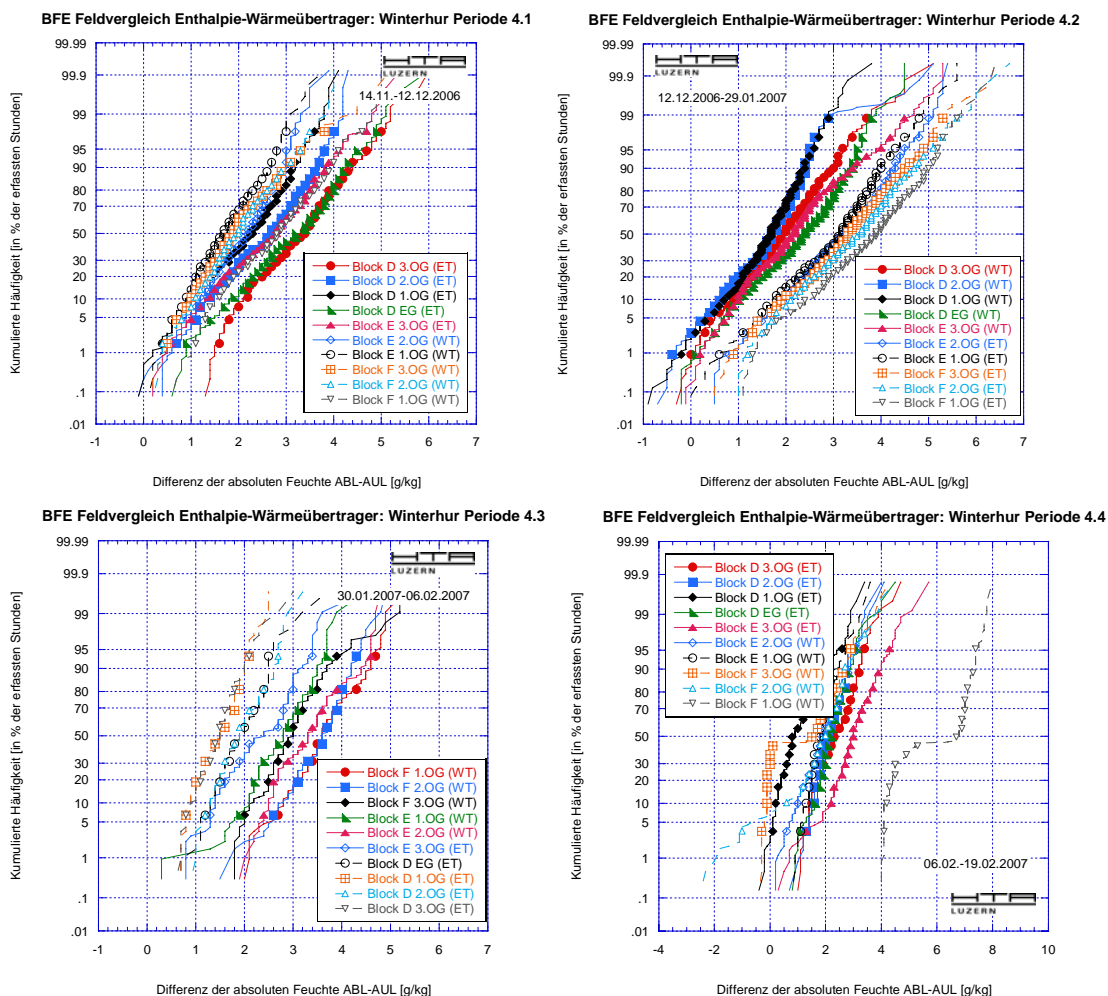 BFE Feldvergleich Enthalpie-Wärmeübertrager: Winterhur Periode 4.1
99.99
99.9
99
95
90
80
70
50
30
20
10
5
1
.1
.01
Kumulierte Häufigkeit [in % der erfassten Stunden]
HTA
LUZERN
14.11.-12.12.2006
Block D 3.OG (ET)
Block D 2.OG (ET)
Block D 1.OG (ET)
Block D EG (ET)
Block E 3.OG (ET)
Block E 2.OG (WT)
Block E 1.OG (WT)
Block F 3.OG (WT)
Block F 2.OG (WT)
Block F 1.OG (WT)
-1 0 1 2 3 4 5 6 7
Differenz der absoluten Feuchte ABL-AUL [g/kg]
BFE Feldvergleich Enthalpie-Wärmeübertrager: Winterhur Periode 4.2
99.99
99.9
99
95
90
80
70
50
30
20
10
5
1
.1
.01
Kumulierte Häufigkeit [in % der erfassten Stunden]
HTA
LUZERN
12.12.2006-29.01.2007
Block D 3.OG (WT)
Block D 2.OG (WT)
Block D 1.OG (WT)
Block D EG (WT)
Block E 3.OG (WT)
Block E 2.OG (ET)
Block E 1.OG (ET)
Block F 3.OG (ET)
Block F 2.OG (ET)
Block F 1.OG (ET)
-1 0 1 2 3 4 5 6 7
Differenz der absoluten Feuchte ABL-AUL [g/kg]
BFE Feldvergleich Enthalpie-Wärmeübertrager: Winterhur Periode 4.3
99.99
99.9
99
95
90
80
70
50
30
20
10
5
1
.1
.01
Kumulierte Häufigkeit [in % der erfassten Stunden]
HTA
LUZERN
30.01.2007-06.02.2007
Block F 1.OG (WT)
Block F 2.OG (WT)
Block F 3.OG (WT)
Block E 1.OG (WT)
Block E 2.OG (WT)
Block E 3.OG (ET)
Block D EG (ET)
Block D 1.OG (ET)
Block D 2.OG (ET)
Block D 3.OG (ET)
-1 0 1 2 3 4 5 6 7
Differenz der absoluten Feuchte ABL-AUL [g/kg]
BFE Feldvergleich Enthalpie-Wärmeübertrager: Winterhur Periode 4.4
99.99
99.9
99
95
90
80
70
50
30
20
10
5
1
.1
.01
Kumulierte Häufigkeit [in % der erfassten Stunden]
Block D 3.OG (ET)
Block D 2.OG (ET)
Block D 1.OG (ET)
Block D EG (ET)
Block E 3.OG (ET)
Block E 2.OG (WT)
Block E 1.OG (WT)
Block F 3.OG (WT)
Block F 2.OG (WT)
Block F 1.OG (WT)
06.02.-19.02.2007
HTA
LUZERN
-4 -2 0 2 4 6 8 10
Differenz der absoluten Feuchte ABL-AUL [g/kg]